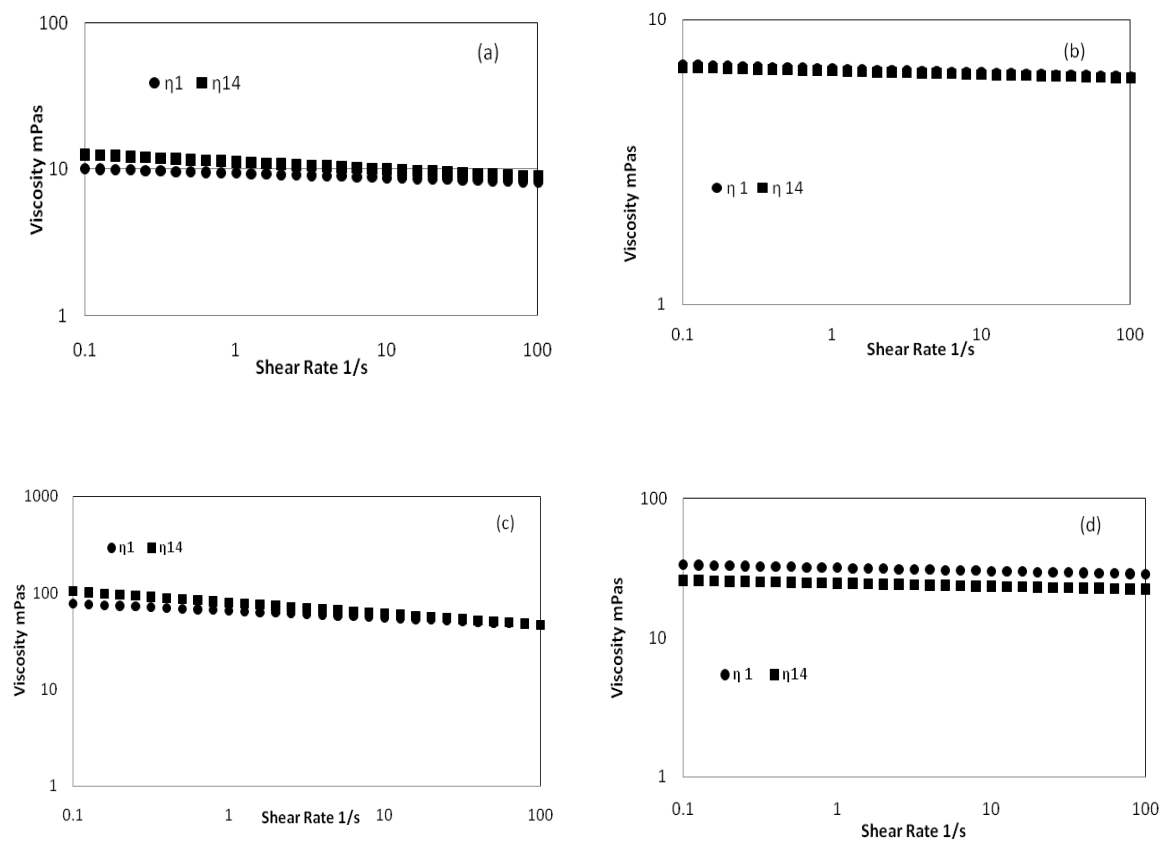 100
(a)
η1 η14
Viscosity mPas
10
1
0.1 1 10 100
Shear Rate 1/s
10
(b)
Viscosity mPas
η 1 η 14
1
0.1 1 10 100
Shear Rate 1/s
1000
(c)
η1 η14
100
Viscosity mPas
10
1
0.1 1 10 100
Shear Rate 1/s
100
(d)
Viscosity mPas
10
η 1 η14
1
0.1 1 10 100
Shear Rate 1/s